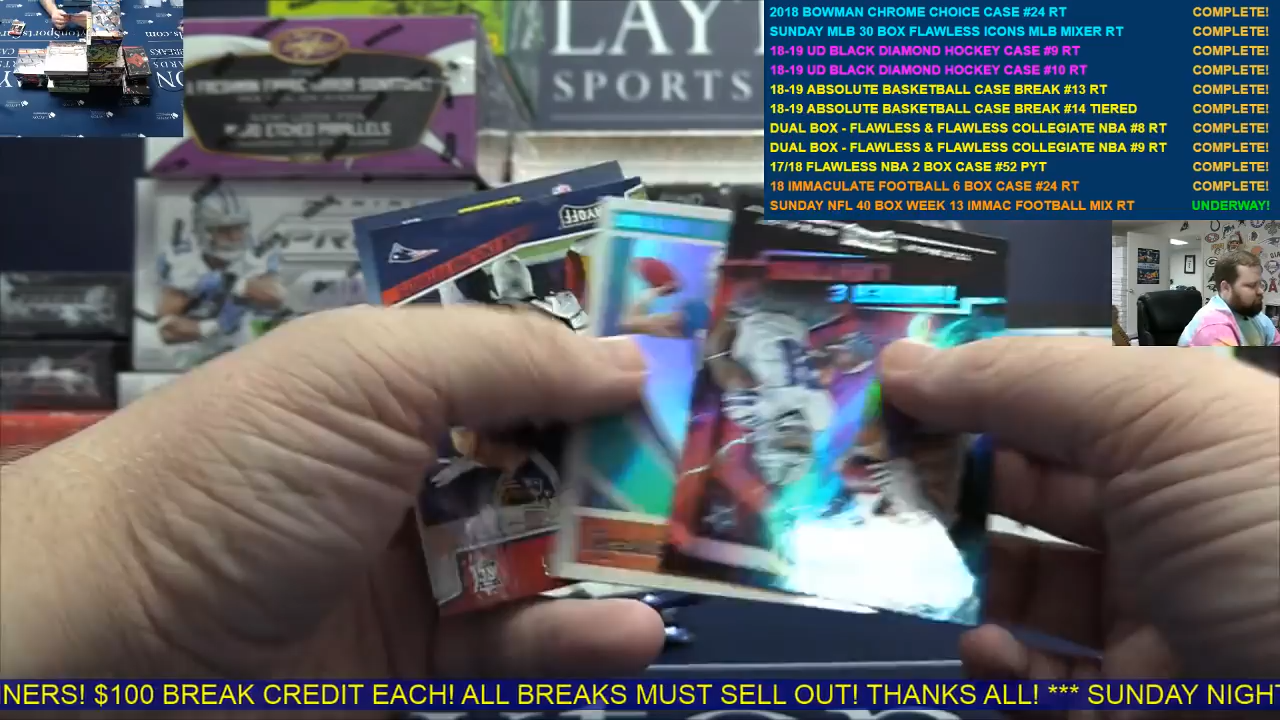 2018 BOWMAN CHROME CHOICE CASE #24 RT COMPLETE!
SUNDAY MLB 30 BOX FLAWLESS ICONS MLB MIXER RT COMPLETE!
18-19 UD BLACK DIAMOND HOCKEY CASE #9 RT COMPLETE!
18-19 UD BLACK DIAMOND HOCKEY CASE #10 RT COMPLETE!
18-19 ABSOLUTE BASKETBALL CASE BREAK #13 RT COMPLETE!
18-19 ABSOLUTE BASKETBALL CASE BREAK #14 TIERED COMPLETE!
DUAL BOX - FLAWLESS & FLAWLESS COLLEGIATE NBA #8 RT COMPLETE!
DUAL BOX - FLAWLESS & FLAWLESS COLLEGIATE NBA #9 RT COMPLETE!
17/18 FLAWLESS NBA 2 BOX CASE #52 PYT COMPLETE!
18 IMMACULATE FOOTBALL 6 BOX CASE #24 RT COMPLETE!
SUNDAY NFL 40 BOX WEEK 13 IMMAC FOOTBALL MIX RT UNDERWAY!
LAY
SPORTS
ETCHED PARALLELS
PLAYOFF
NERS! $100 BREAK CREDIT EACH! ALL BREAKS MUST SELL OUT! THANKS ALL! *** SUNDAY NIGHT